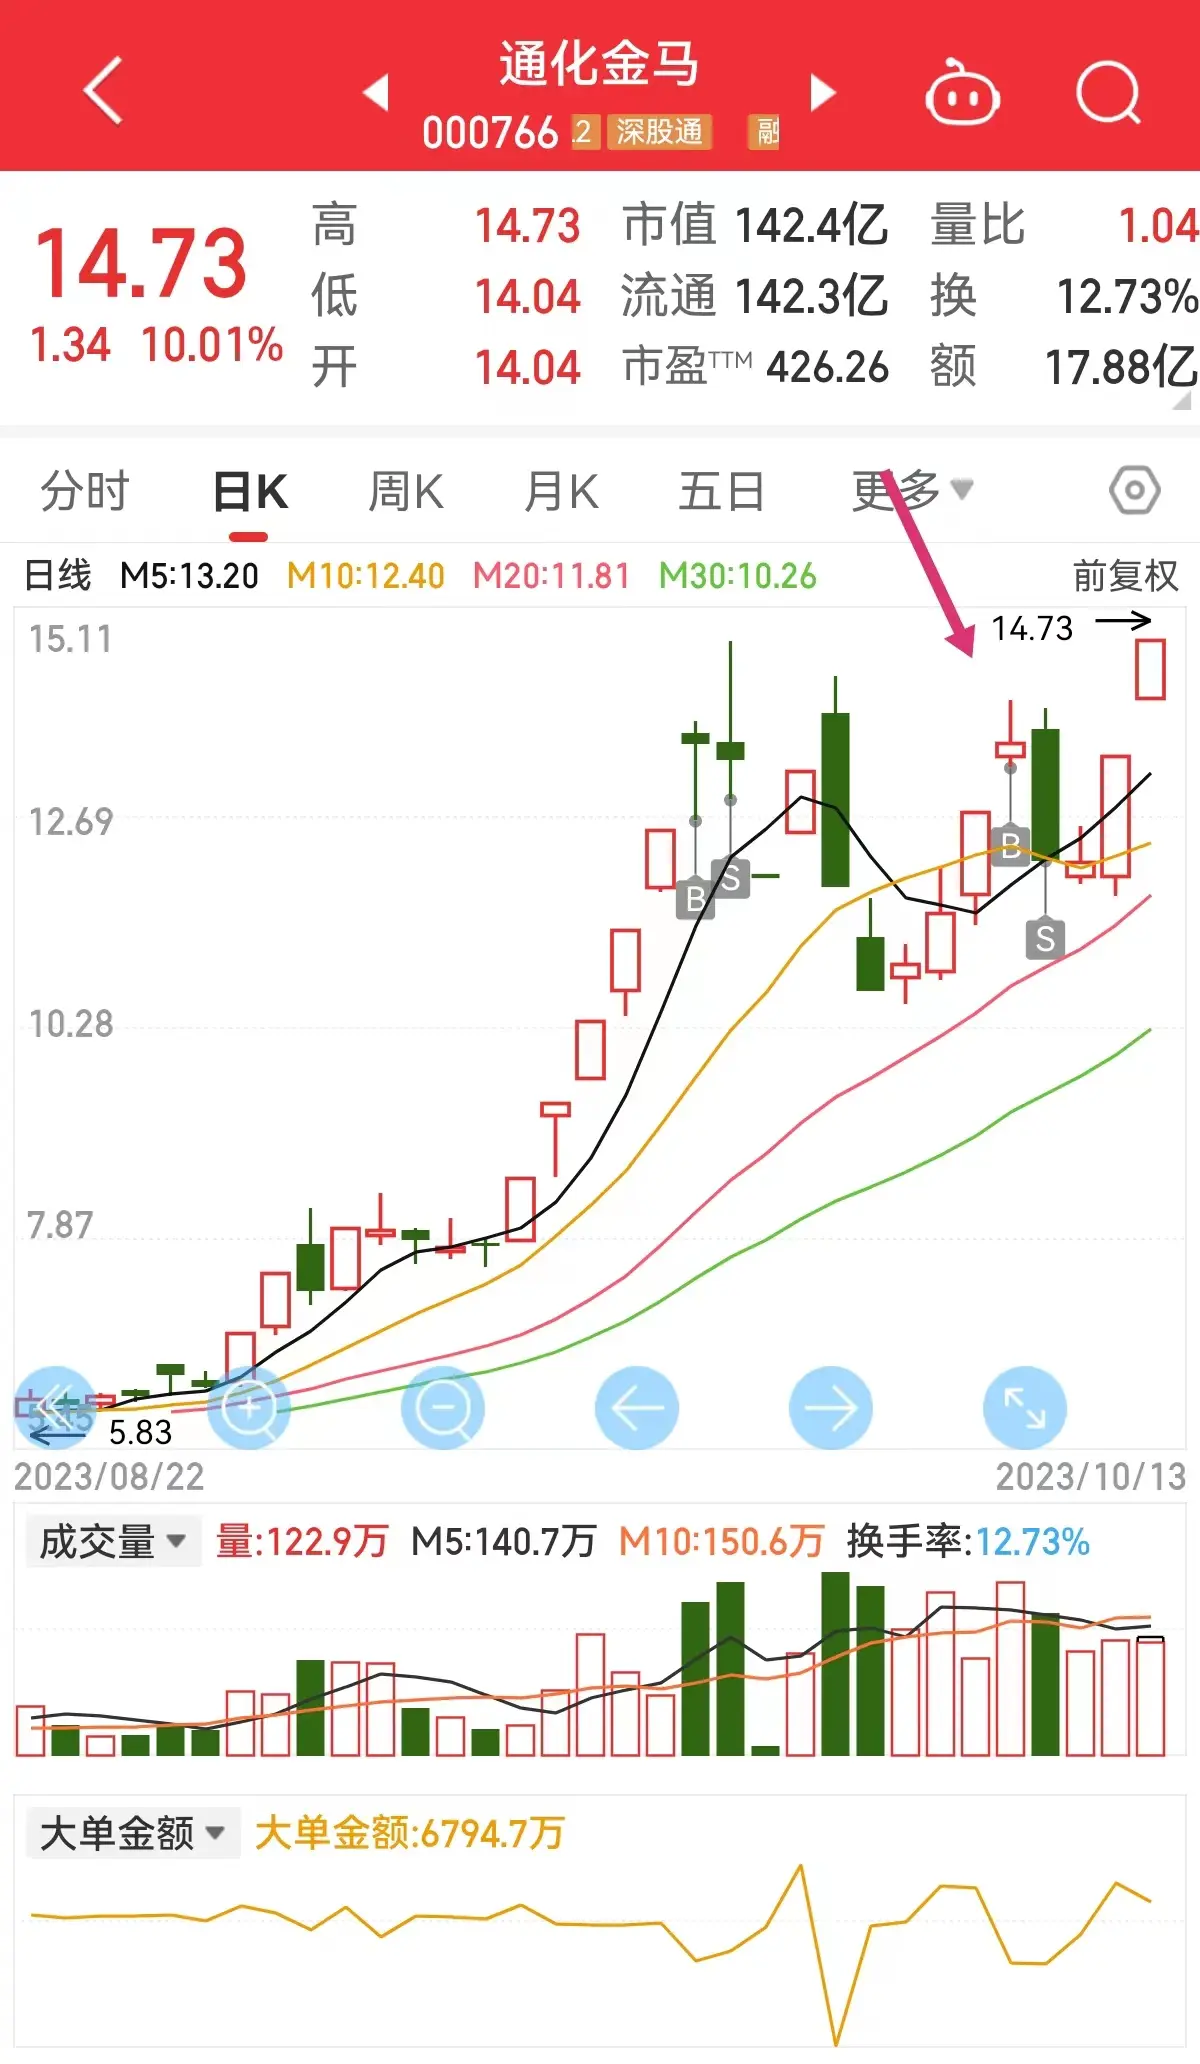 通化金马
000766 .2 深股通 融
14.73
1.34 10.01%
高 14.73 市值 142.4亿 量比 1.04
低 14.04 流通 142.3亿 换 12.73%
开 14.04 市盈TTM 426.26 额 17.88亿
分时 日K 周K 月K 五日 更多
日线 M5:13.20 M10:12.40 M20:11.81 M30:10.26 前复权
15.11
14.73
12.69
B
S
B
S
10.28
7.87
5.45
5.83
2023/08/22 2023/10/13
成交量 量:122.9万 M5:140.7万 M10:150.6万 换手率:12.73%
大单金额 大单金额:6794.7万